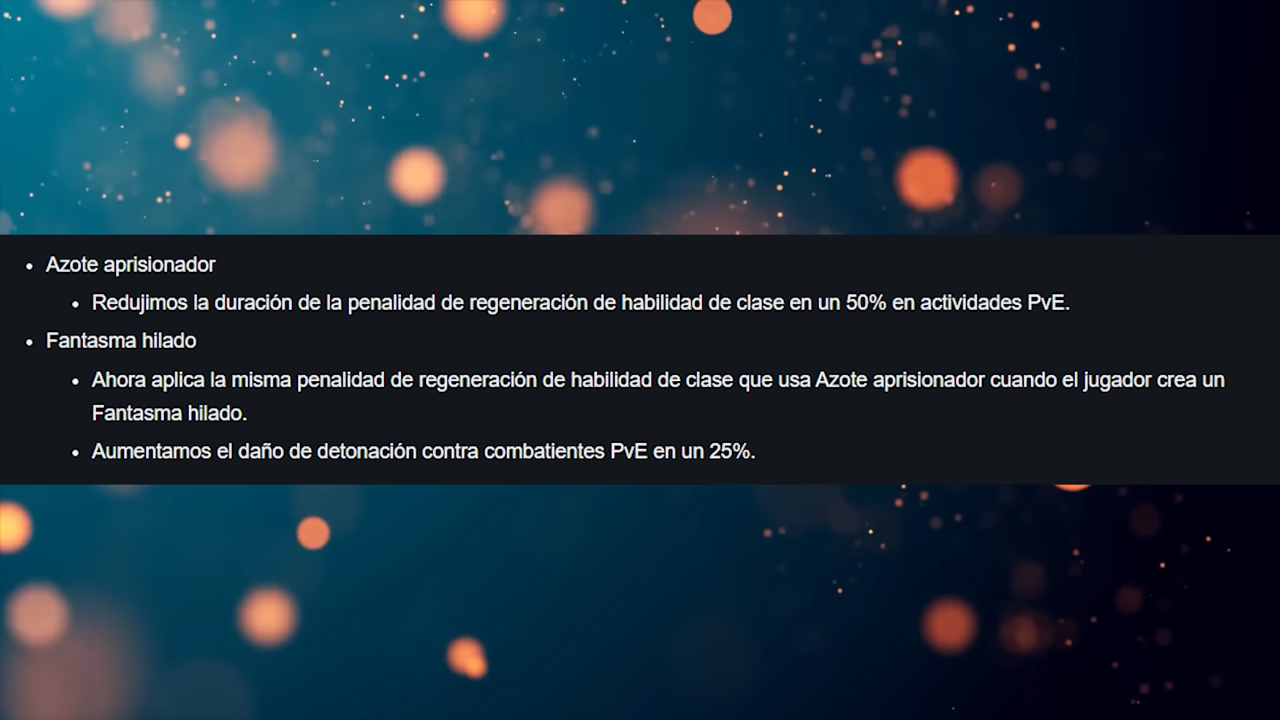 Azote aprisionador
Redujimos la duración de la penalidad de regeneración de habilidad de clase en un 50% en actividades PvE.
Fantasma hilado
Ahora aplica la misma penalidad de regeneración de habilidad de clase que usa Azote aprisionador cuando el jugador crea un
Fantasma hilado.
Aumentamos el daño de detonación contra combatientes PvE en un 25%.